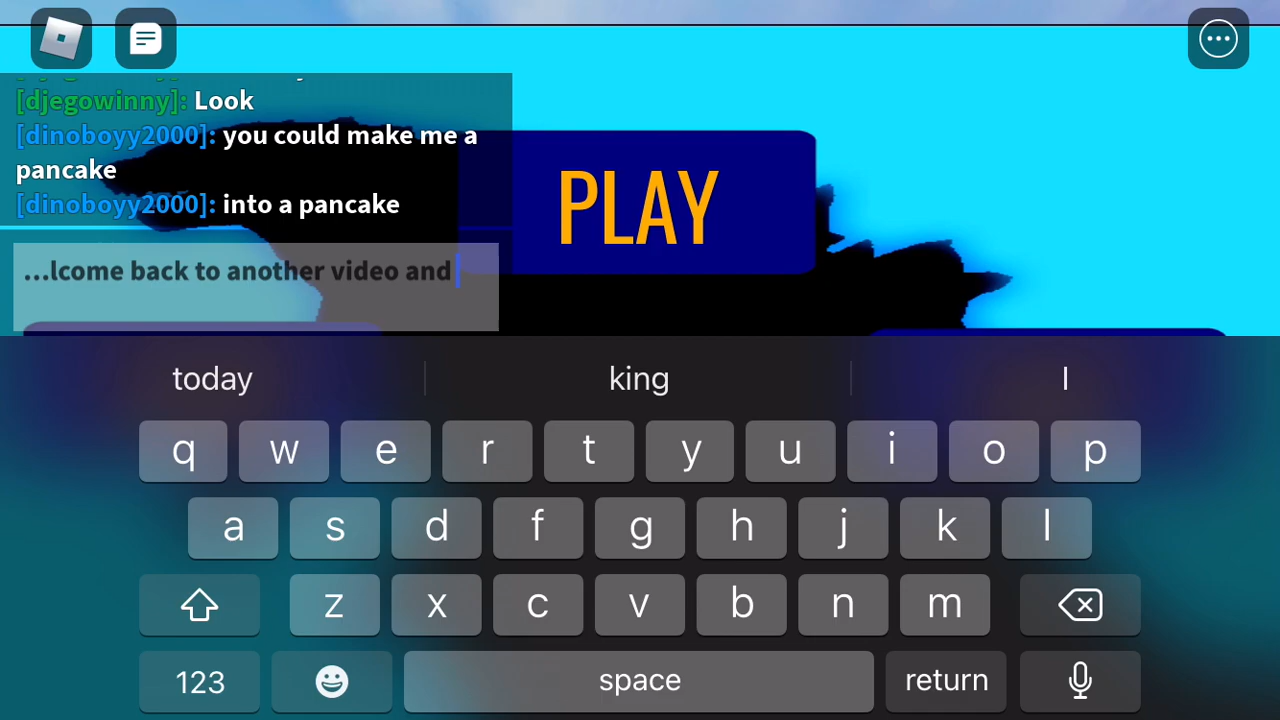 [djegowinny]: Look
[dinoboyy2000]: you could make me a
pancake
[dinoboyy2000]: into a pancake
PLAY
...lcome back to another video and
today king I
q w e r t y u i o p
a s d f g h j k l
z x c v b n m
123 space return